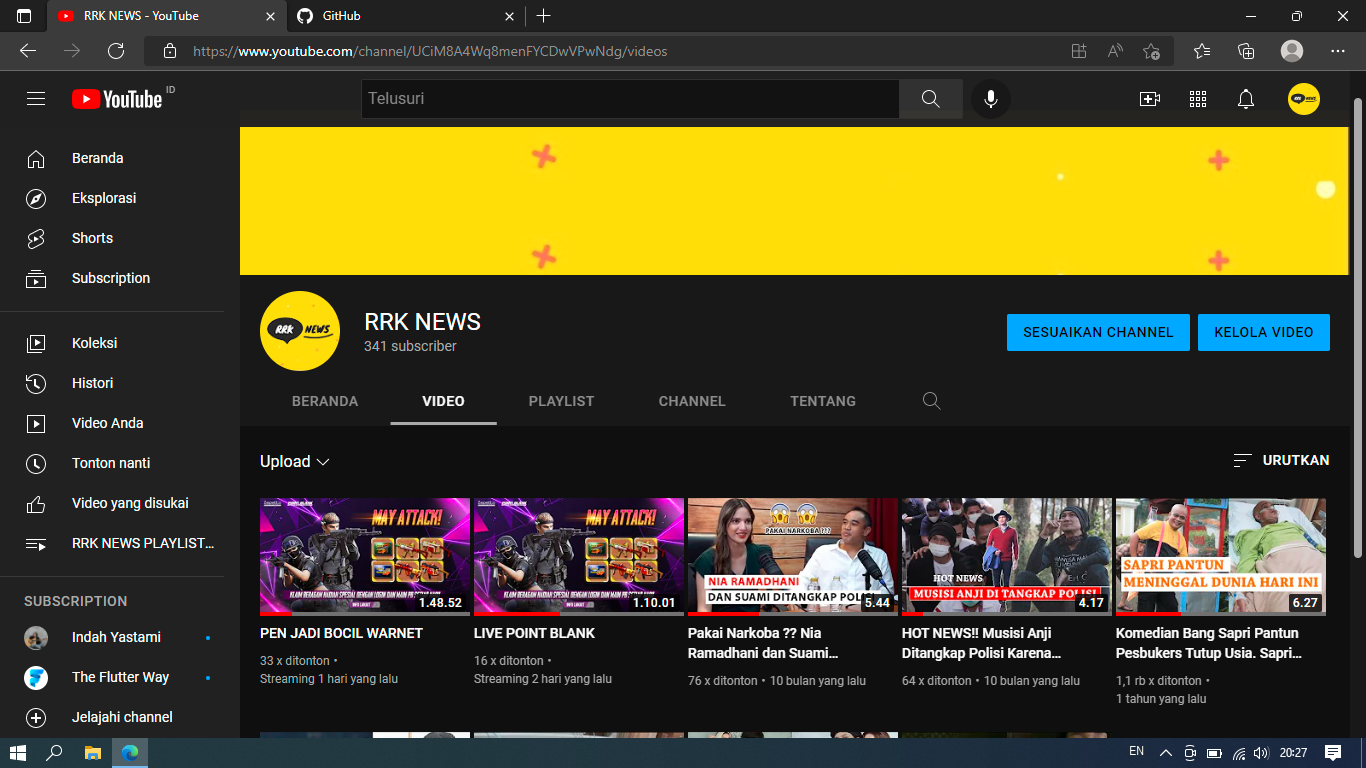 RRK NEWS - YouTube
GitHub
https://www.youtube.com/channel/UCiM8A4Wq8menFYCDwVPwNdg/videos
YouTube ID
Telusuri
Beranda
Eksplorasi
Shorts
Subscription
Koleksi
Histori
Video Anda
Tonton nanti
Video yang disukai
RRK NEWS PLAYLIST...
SUBSCRIPTION
Indah Yastami
The Flutter Way
Jelajahi channel
RRK NEWS
RRK NEWS
341 subscriber
SESUAIKAN CHANNEL
KELOLA VIDEO
BERANDA
VIDEO
PLAYLIST
CHANNEL
TENTANG
Upload
URUTKAN
MAY ATTACK!
1.48.52
PEN JADI BOCIL WARNET
33 x ditonton •
Streaming 1 hari yang lalu
MAY ATTACK!
1.10.01
LIVE POINT BLANK
16 x ditonton •
Streaming 2 hari yang lalu
PAKAI NARKOBA ???
NIA RAMADHANI
DAN SUAMI DITANGKAP POLI
5.44
Pakai Narkoba ?? Nia
Ramadhani dan Suami...
76 x ditonton • 10 bulan yang lalu
HOT NEWS
MUSISI ANJI DI TANGKAP POLISI
4.17
HOT NEWS!! Musisi Anji
Ditangkap Polisi Karena...
64 x ditonton • 10 bulan yang lalu
SAPRI PANTUN
MENINGGAL DUNIA HARI INI
6.27
Komedian Bang Sapri Pantun
Pesbukers Tutup Usia. Sapri...
1,1 rb x ditonton •
1 tahun yang lalu
EN
20:27